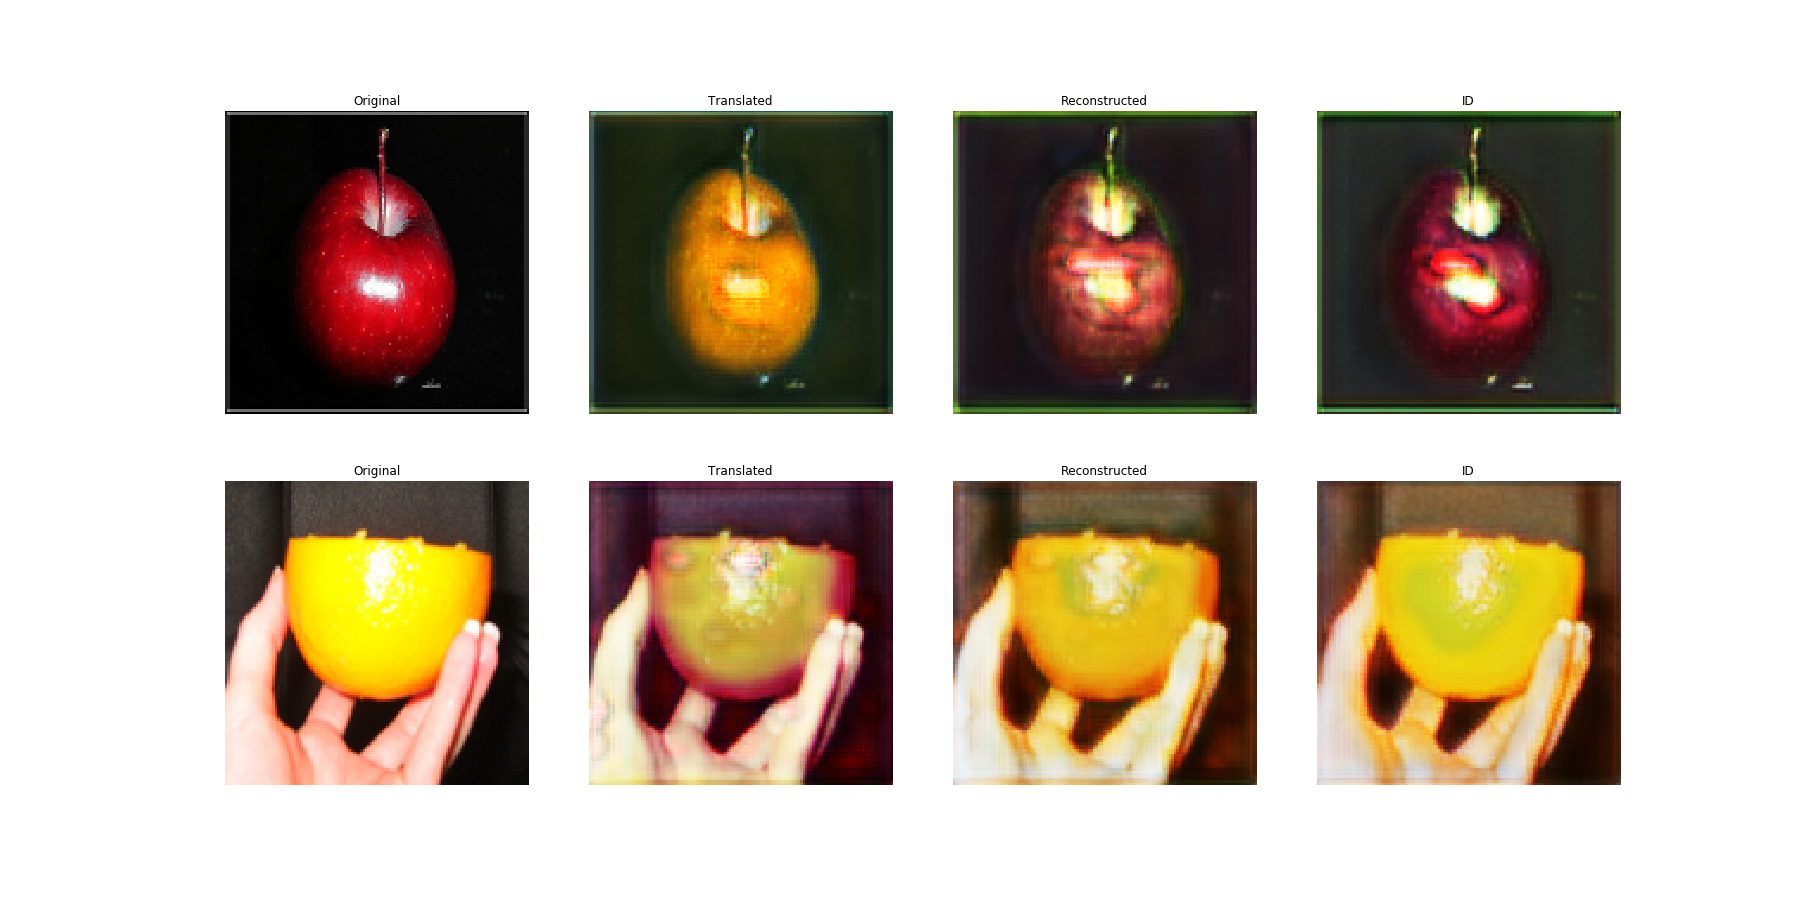 Original
Translated
Reconstructed
ID
Original
Translated
Reconstructed
ID